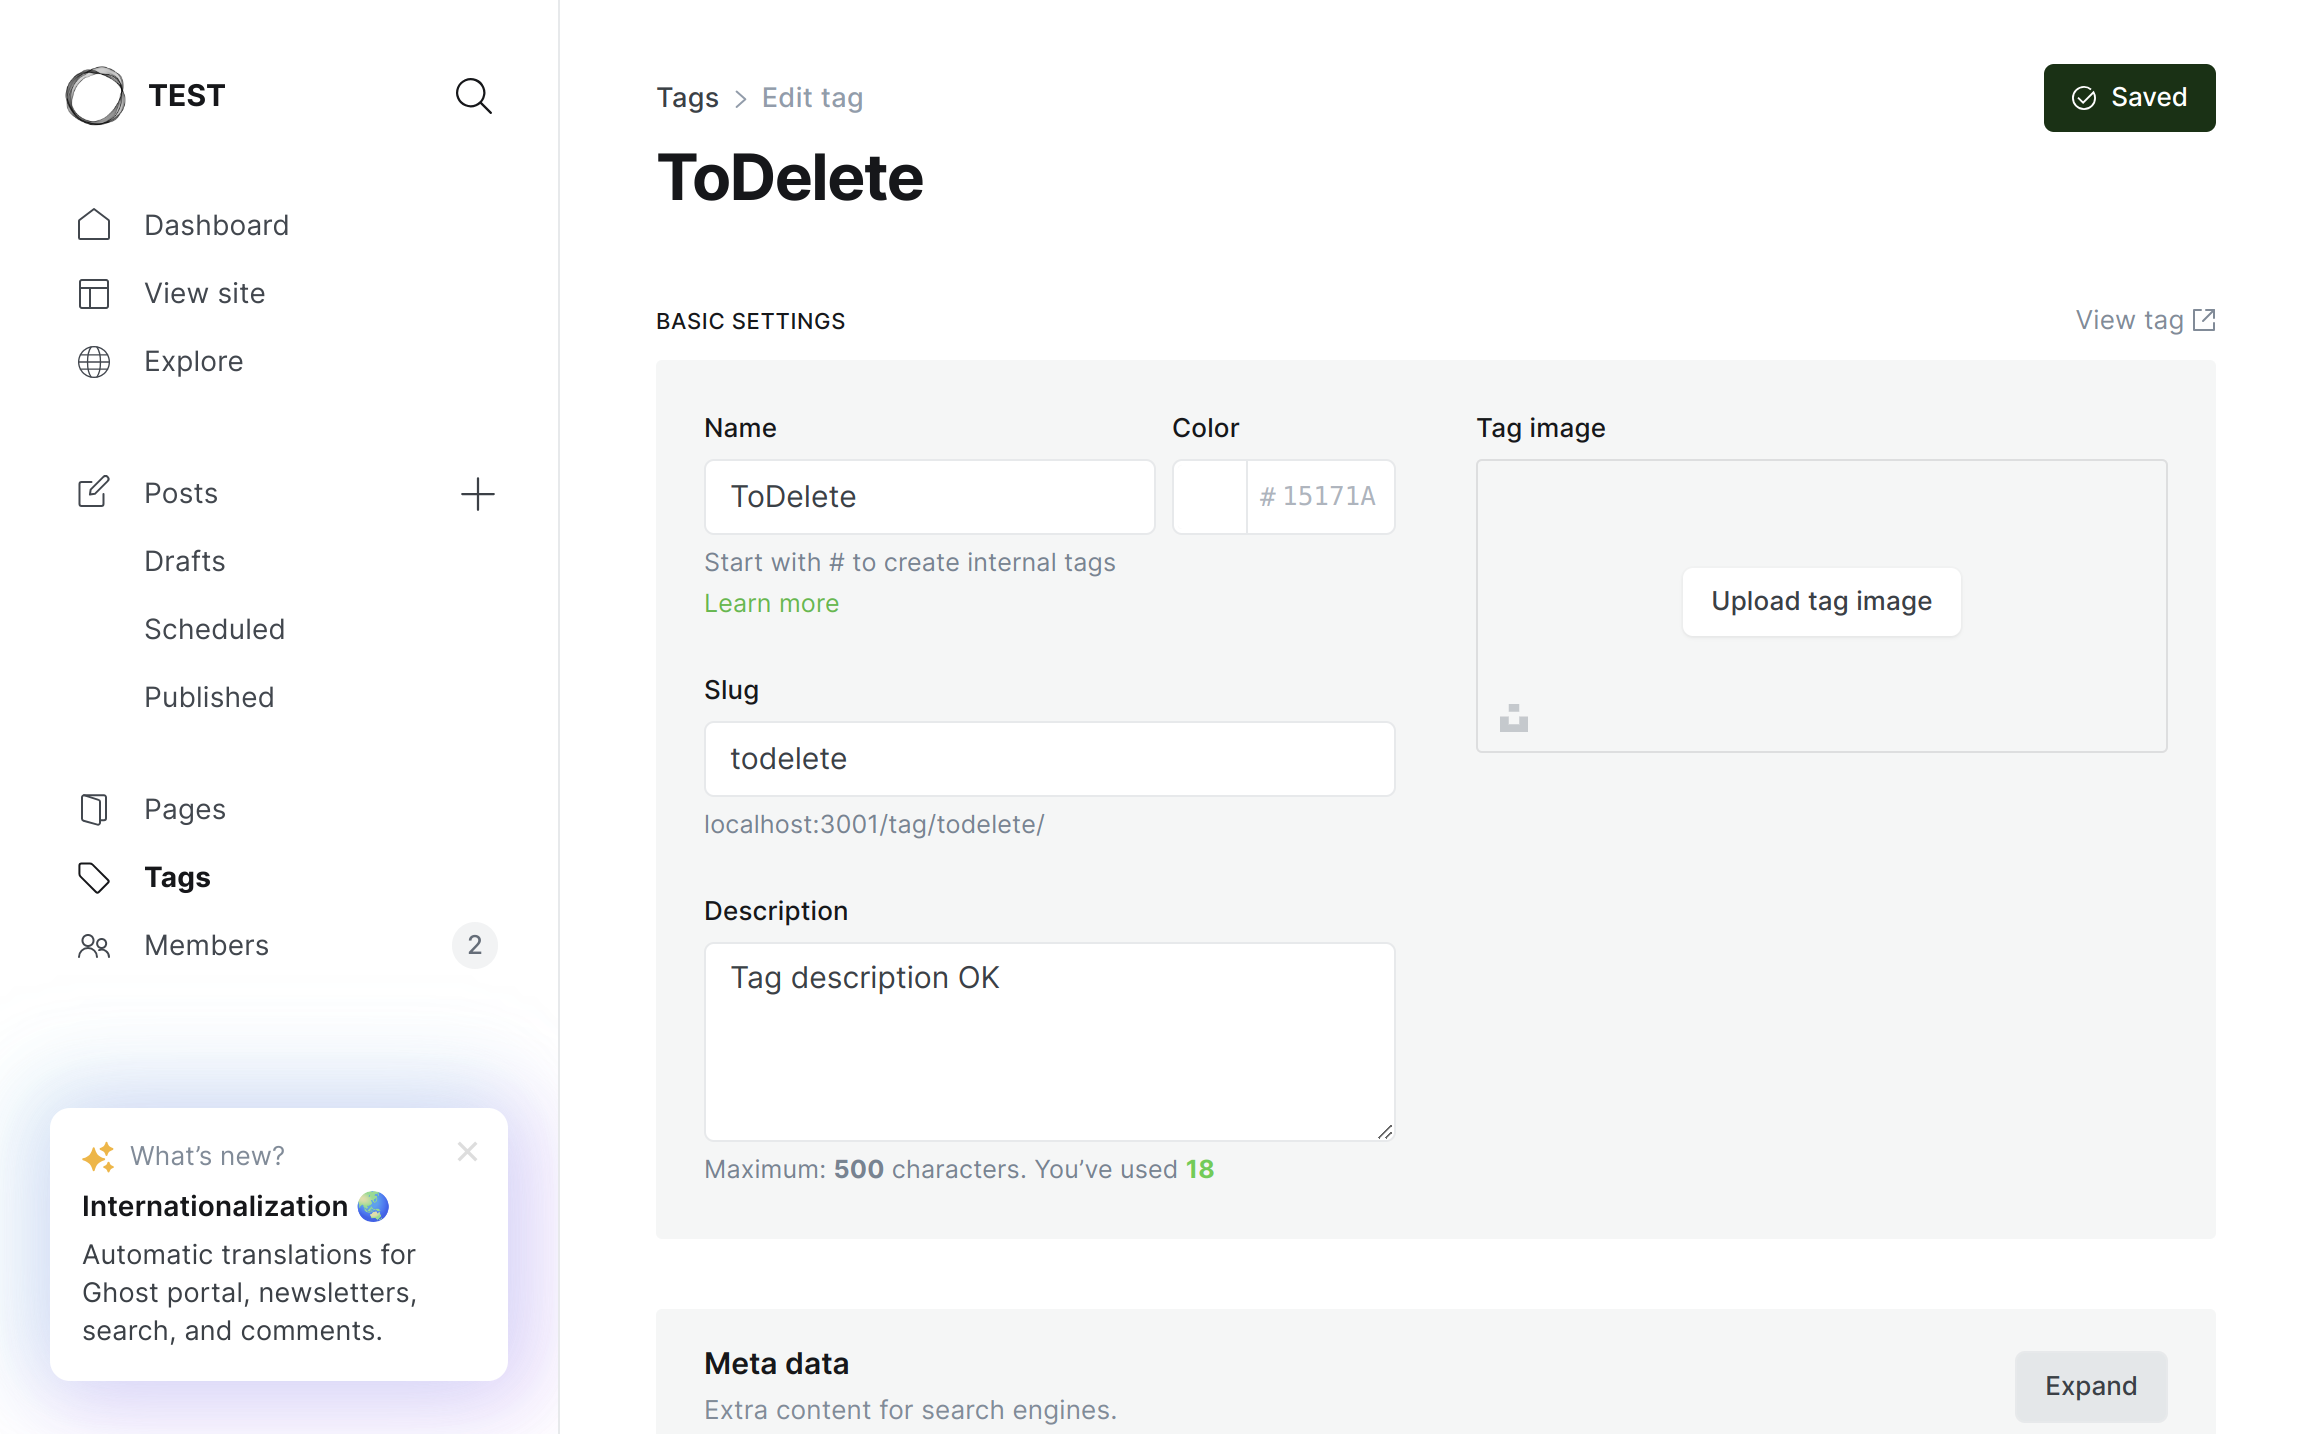 TEST
Dashboard
View site
Explore
Posts
Drafts
Scheduled
Published
Pages
Tags
Members
2
What’s new?
Internationalization 🌏
Automatic translations for
Ghost portal, newsletters,
search, and comments.
Tags > Edit tag
Saved
ToDelete
BASIC SETTINGS
View tag
Name
ToDelete
Start with # to create internal tags
Learn more
Color
# 15171A
Tag image
Upload tag image
Slug
todelete
localhost:3001/tag/todelete/
Description
Tag description OK
Maximum: 500 characters. You’ve used 18
Meta data
Extra content for search engines.
Expand